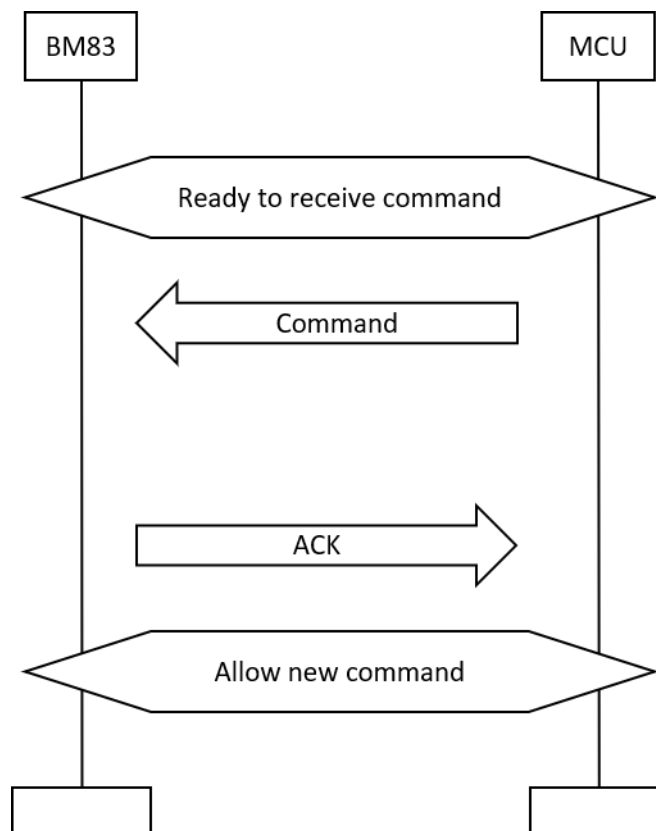 BM83
MCU
Ready to receive command
Command
ACK
Allow new command